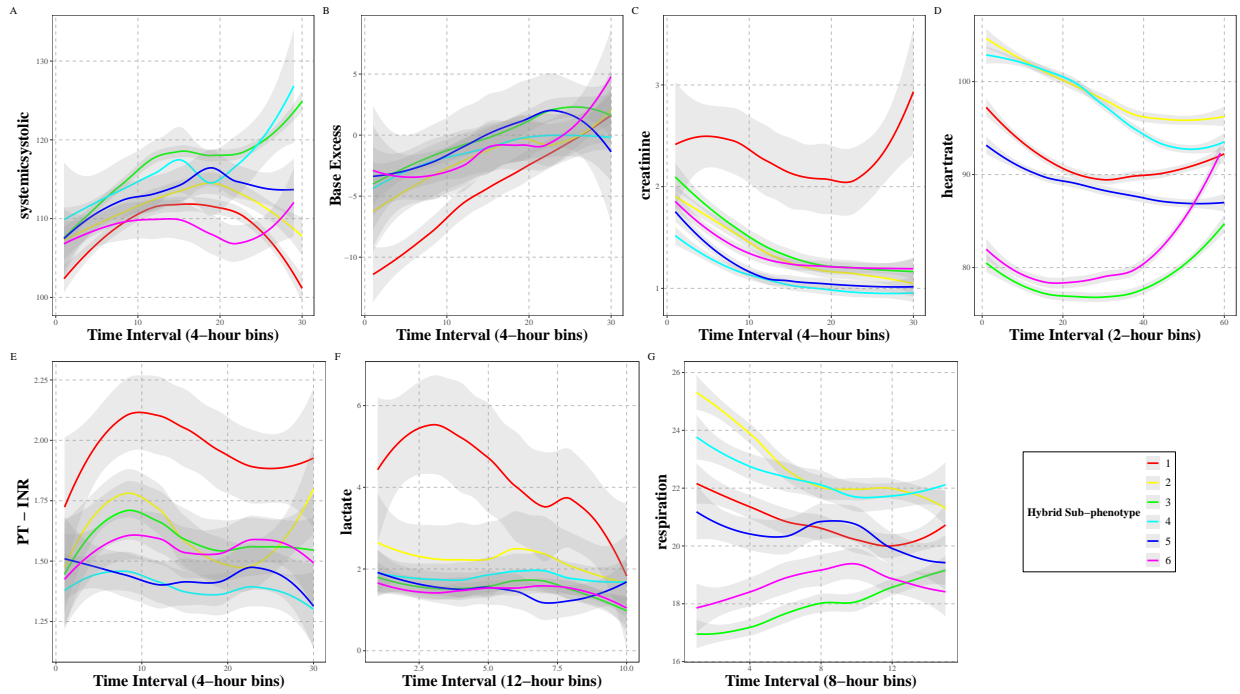 A
systemicsystolic
130
120
110
100
0
10
20
30
Time Interval (4−hour bins)
B
Base Excess
5
0
−5
−10
0
10
20
30
Time Interval (4−hour bins)
C
creatinine
3
2
1
0
10
20
30
Time Interval (4−hour bins)
D
heartrate
100
90
80
0
20
40
60
Time Interval (2−hour bins)
E
PT − INR
2.25
2.00
1.75
1.50
1.25
0
10
20
30
Time Interval (4−hour bins)
F
lactate
6
4
2
0
2.5
5.0
7.5
10.0
Time Interval (12−hour bins)
G
respiration
26
24
22
20
18
16
4
8
12
Time Interval (8−hour bins)
Hybrid Sub−phenotype
1
2
3
4
5
6